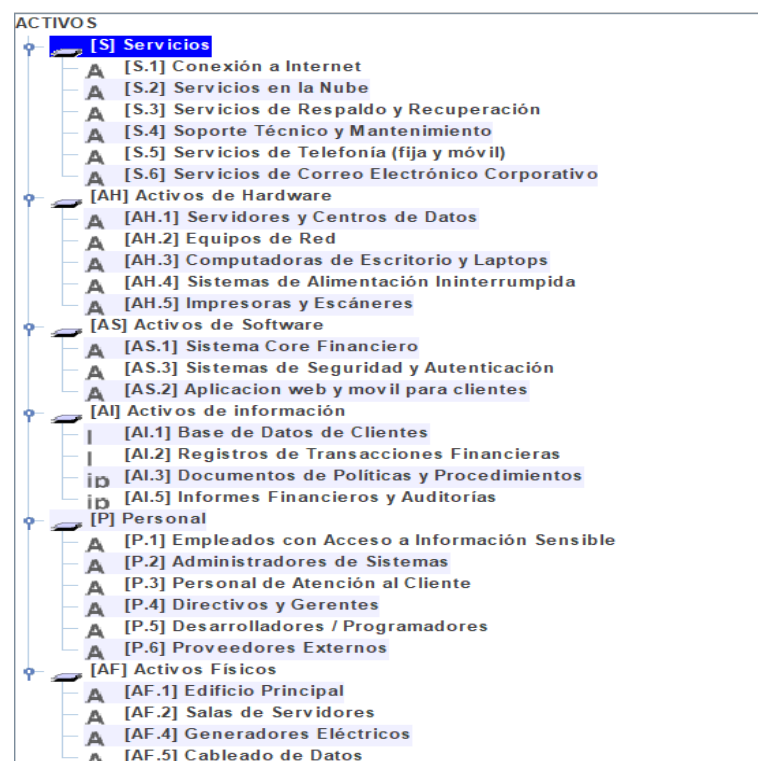 ACTIVOS
[S] Servicios
A [S.1] Conexión a Internet
A [S.2] Servicios en la Nube
A [S.3] Servicios de Respaldo y Recuperación
A [S.4] Soporte Técnico y Mantenimiento
A [S.5] Servicios de Telefonía (fija y móvil)
A [S.6] Servicios de Correo Electrónico Corporativo
[AH] Activos de Hardware
A [AH.1] Servidores y Centros de Datos
A [AH.2] Equipos de Red
A [AH.3] Computadoras de Escritorio y Laptops
A [AH.4] Sistemas de Alimentación Ininterrumpida
A [AH.5] Impresoras y Escáneres
[AS] Activos de Software
A [AS.1] Sistema Core Financiero
A [AS.3] Sistemas de Seguridad y Autenticación
A [AS.2] Aplicacion web y movil para clientes
[AI] Activos de información
I [AI.1] Base de Datos de Clientes
I [AI.2] Registros de Transacciones Financieras
ip [AI.3] Documentos de Políticas y Procedimientos
ip [AI.5] Informes Financieros y Auditorías
[P] Personal
A [P.1] Empleados con Acceso a Información Sensible
A [P.2] Administradores de Sistemas
A [P.3] Personal de Atención al Cliente
A [P.4] Directivos y Gerentes
A [P.5] Desarrolladores / Programadores
A [P.6] Proveedores Externos
[AF] Activos Físicos
A [AF.1] Edificio Principal
A [AF.2] Salas de Servidores
A [AF.4] Generadores Eléctricos
A [AF.5] Cableado de Datos